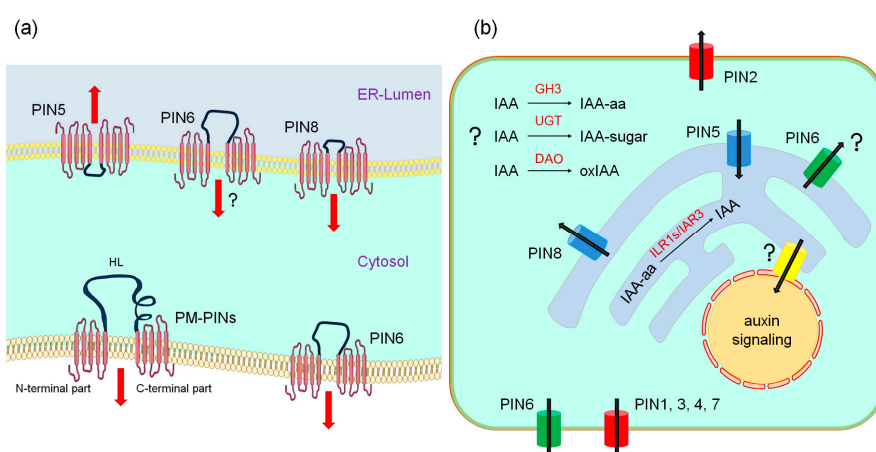 (a)
ER-Lumen
PIN5
PIN6
PIN8
?
Cytosol
HL
PM-PINs
PIN6
N-terminal part
C-terminal part
(b)
PIN2
GH3
IAA
IAA-aa
UGT
?
IAA
IAA-sugar
DAO
IAA
oxIAA
PIN5
PIN6
?
IAA
ILR1s/IAR3
IAA-aa
PIN8
?
auxin
signaling
PIN6
PIN1, 3, 4, 7